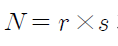 N = r × s